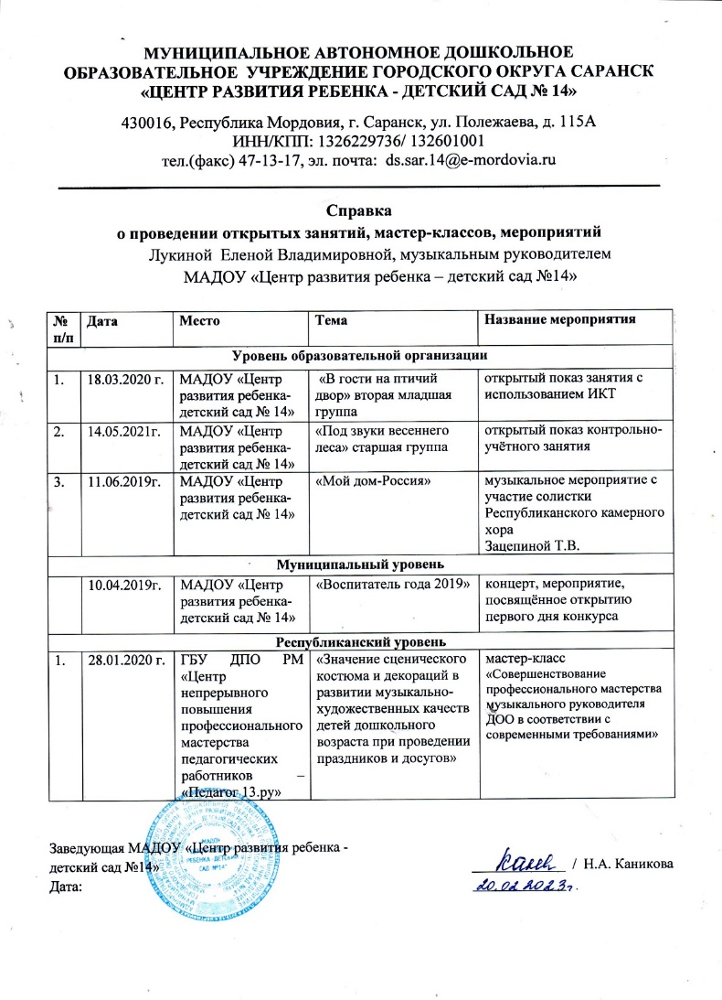 МУНИЦИПАЛЬНОЕ АВТОНОМНОЕ ДОШКОЛЬНОЕ
ОБРАЗОВАТЕЛЬНОЕ УЧРЕЖДЕНИЕ ГОРОДСКОГО ОКРУГА САРАНСК
«ЦЕНТР РАЗВИТИЯ РЕБЕНКА - ДЕТСКИЙ САД № 14»
430016, Республика Мордовия, г. Саранск, ул. Полежаева, д. 115А
ИНН/КПП: 1326229736/ 132601001
тел.(факс) 47-13-17, эл. почта: ds.sar.14@e-mordovia.ru
Справка
о проведении открытых занятий, мастер-классов, мероприятий
Лукиной Еленой Владимировной, музыкальным руководителем
МАДОУ «Центр развития ребенка – детский сад №14»
№ п/п
Дата
Место
Тема
Название мероприятия
Уровень образовательной организации
1.
18.03.2020 г.
МАДОУ «Центр
развития ребенка-
детский сад № 14»
«В гости на птичий
двор» вторая младшая
группа
открытый показ занятия с
использованием ИКТ
2.
14.05.2021г.
МАДОУ «Центр
развития ребенка-
детский сад № 14»
«Под звуки весеннего
леса» старшая группа
открытый показ контрольно-
учётного занятия
3.
11.06.2019г.
МАДОУ «Центр
развития ребенка-
детский сад № 14»
«Мой дом-Россия»
музыкальное мероприятие с
участие солистки
Республиканского камерного
хора
Зацепиной Т.В.
Муниципальный уровень
10.04.2019г.
МАДОУ «Центр
развития ребенка-
детский сад № 14»
«Воспитатель года 2019»
концерт, мероприятие,
посвящённое открытию
первого дня конкурса
Республиканский уровень
1.
28.01.2020 г.
ГБУ ДПО РМ
«Центр
непрерывного
повышения
профессионального
мастерства
педагогических
работников –
«Педагог 13.ру»
«Значение сценического
костюма и декораций в
развитии музыкально-
художественных качеств
детей дошкольного
возраста при проведении
праздников и досугов»
мастер-класс
«Совершенствование
профессионального мастерства
музыкального руководителя
ДОО в соответствии с
современными требованиями»
Заведующая МАДОУ «Центр развития ребенка -
детский сад №14»
/ Н.А. Каникова
Дата:
20.02.2023г.